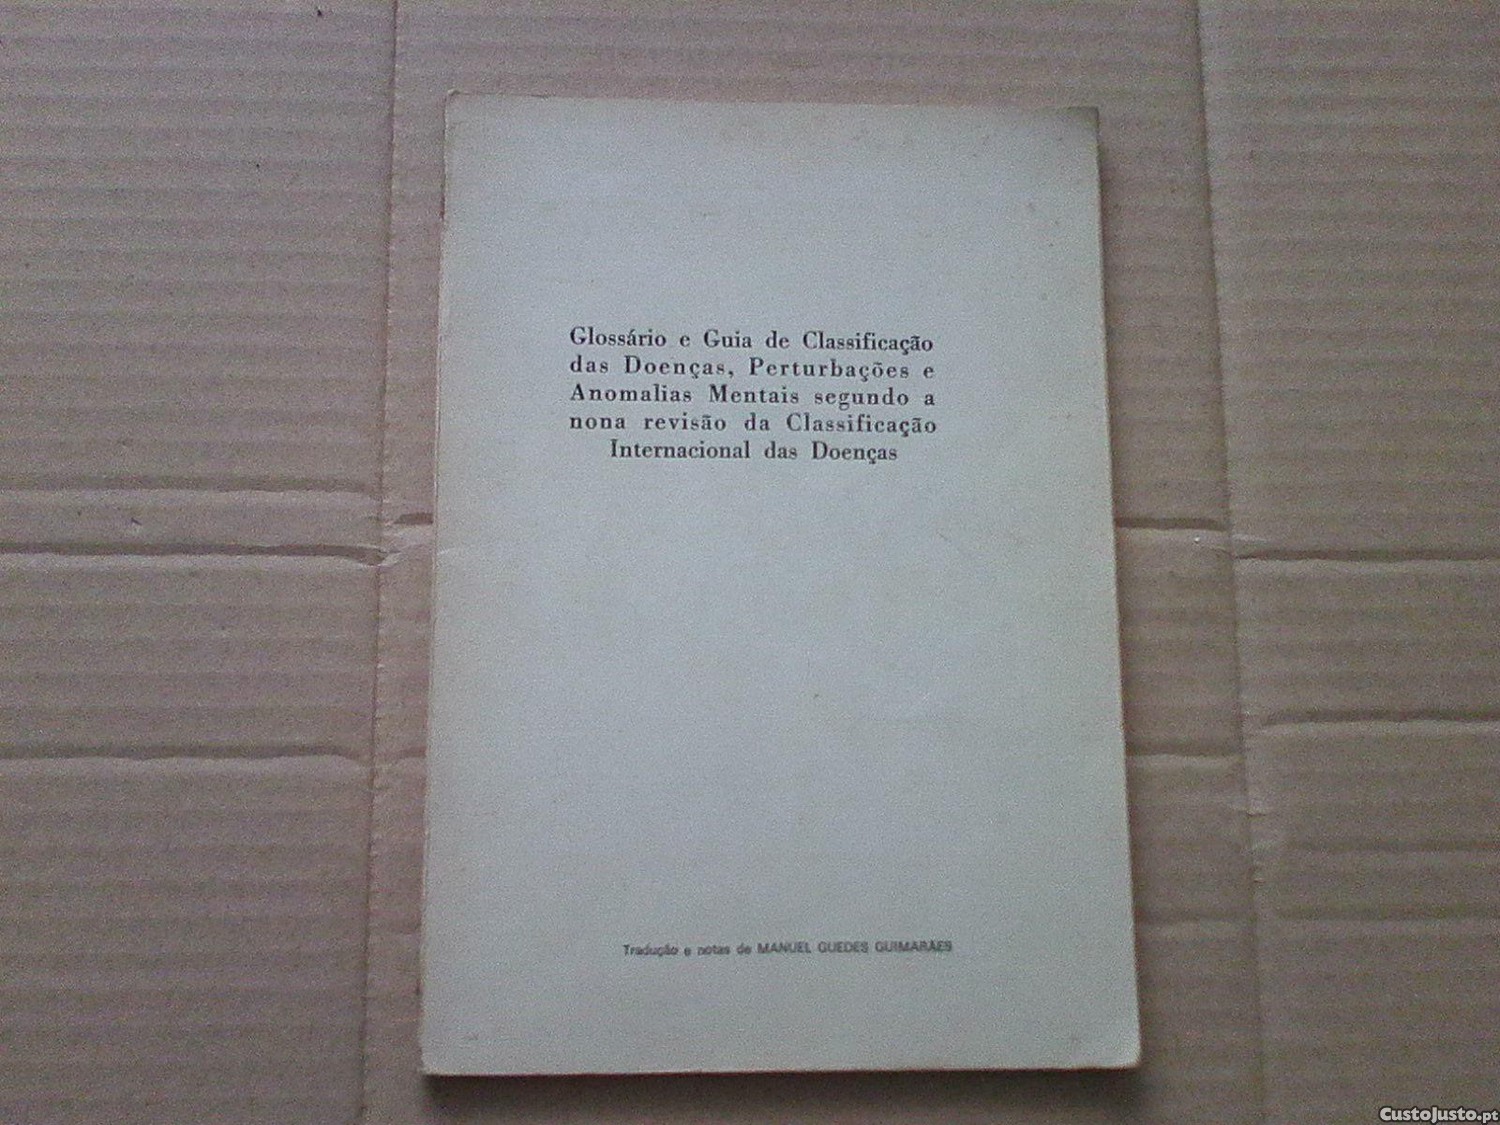 Glossário e Guia de Classificação
das Doenças, Perturbações e
Anomalias Mentais segundo a
nona revisão da Classificação
Internacional das Doenças
Tradução e notas de MANUEL GUEDES GUIMARÃES
CustoJusto.pt